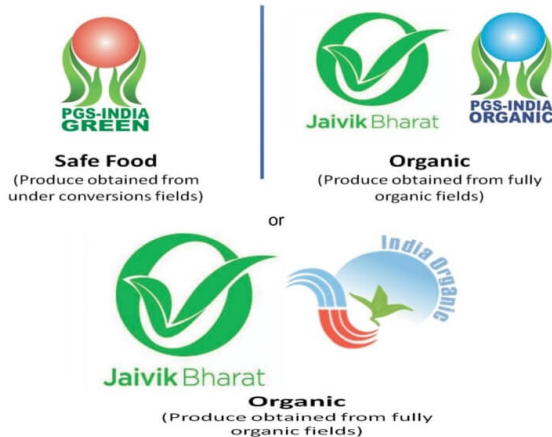 PGS-INDIA
GREEN
Safe Food
(Produce obtained from
under conversions fields)
Jaivik Bharat
PGS-INDIA
ORGANIC
Organic
(Produce obtained from fully
organic fields)
or
Jaivik Bharat
India Organic
Organic
(Produce obtained from fully
organic fields)